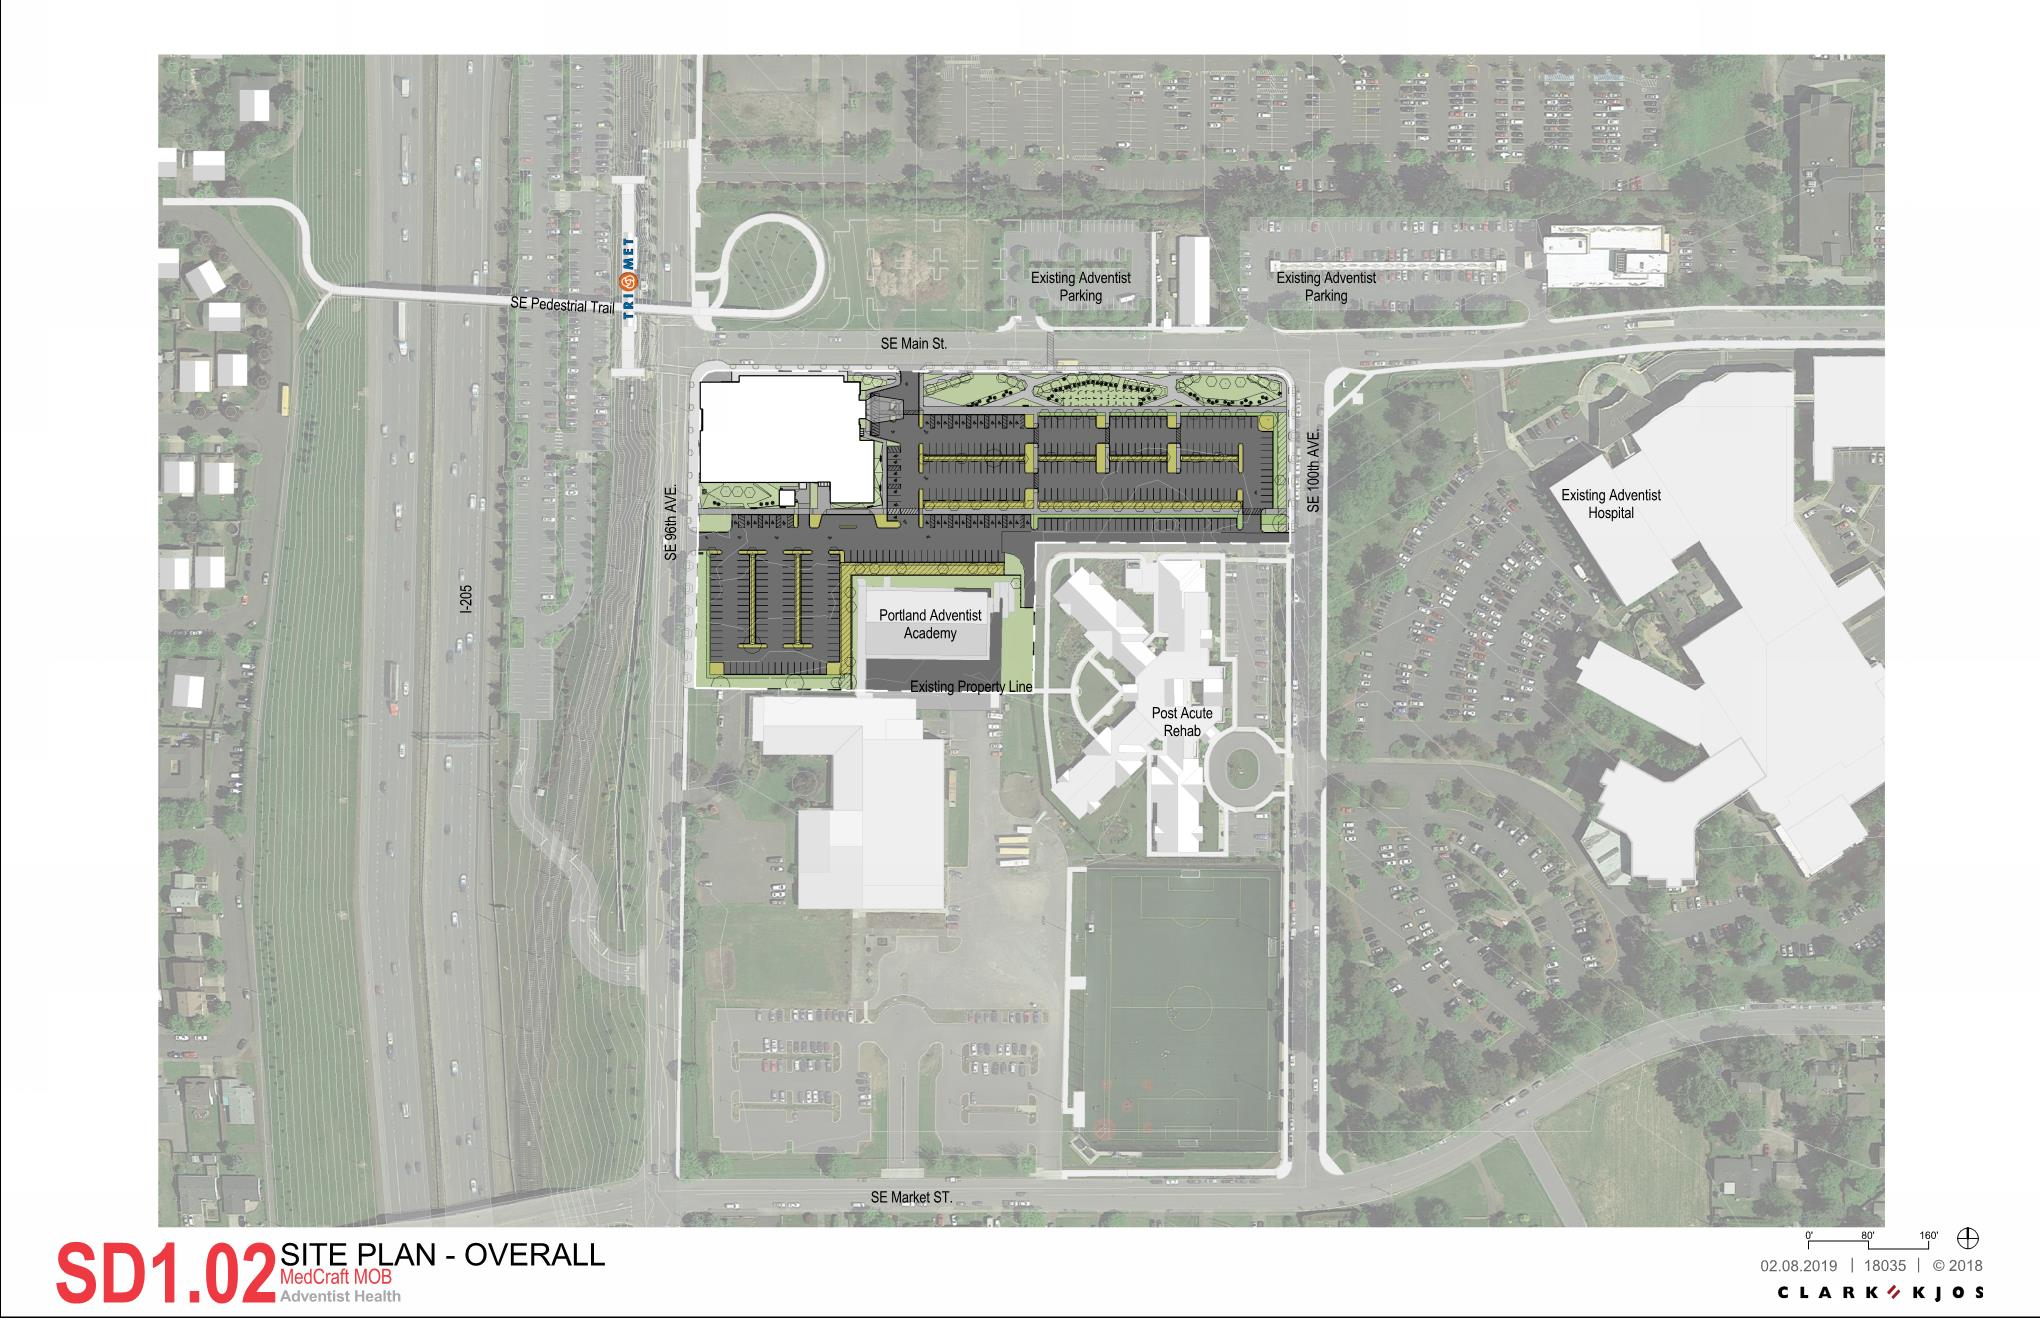 TRI MET
SE Pedestrial Trail
Existing Adventist
Parking
Existing Adventist
Parking
SE Main St.
SE 100th AVE.
SE 96th AVE.
Existing Adventist
Hospital
I-205
Portland Adventist
Academy
Existing Property Line
Post Acute
Rehab
SE Market ST.
SD1.02
SITE PLAN - OVERALL
MedCraft MOB
Adventist Health
0' 80' 160'
02.08.2019 | 18035 | © 2018
CLARK KJOS